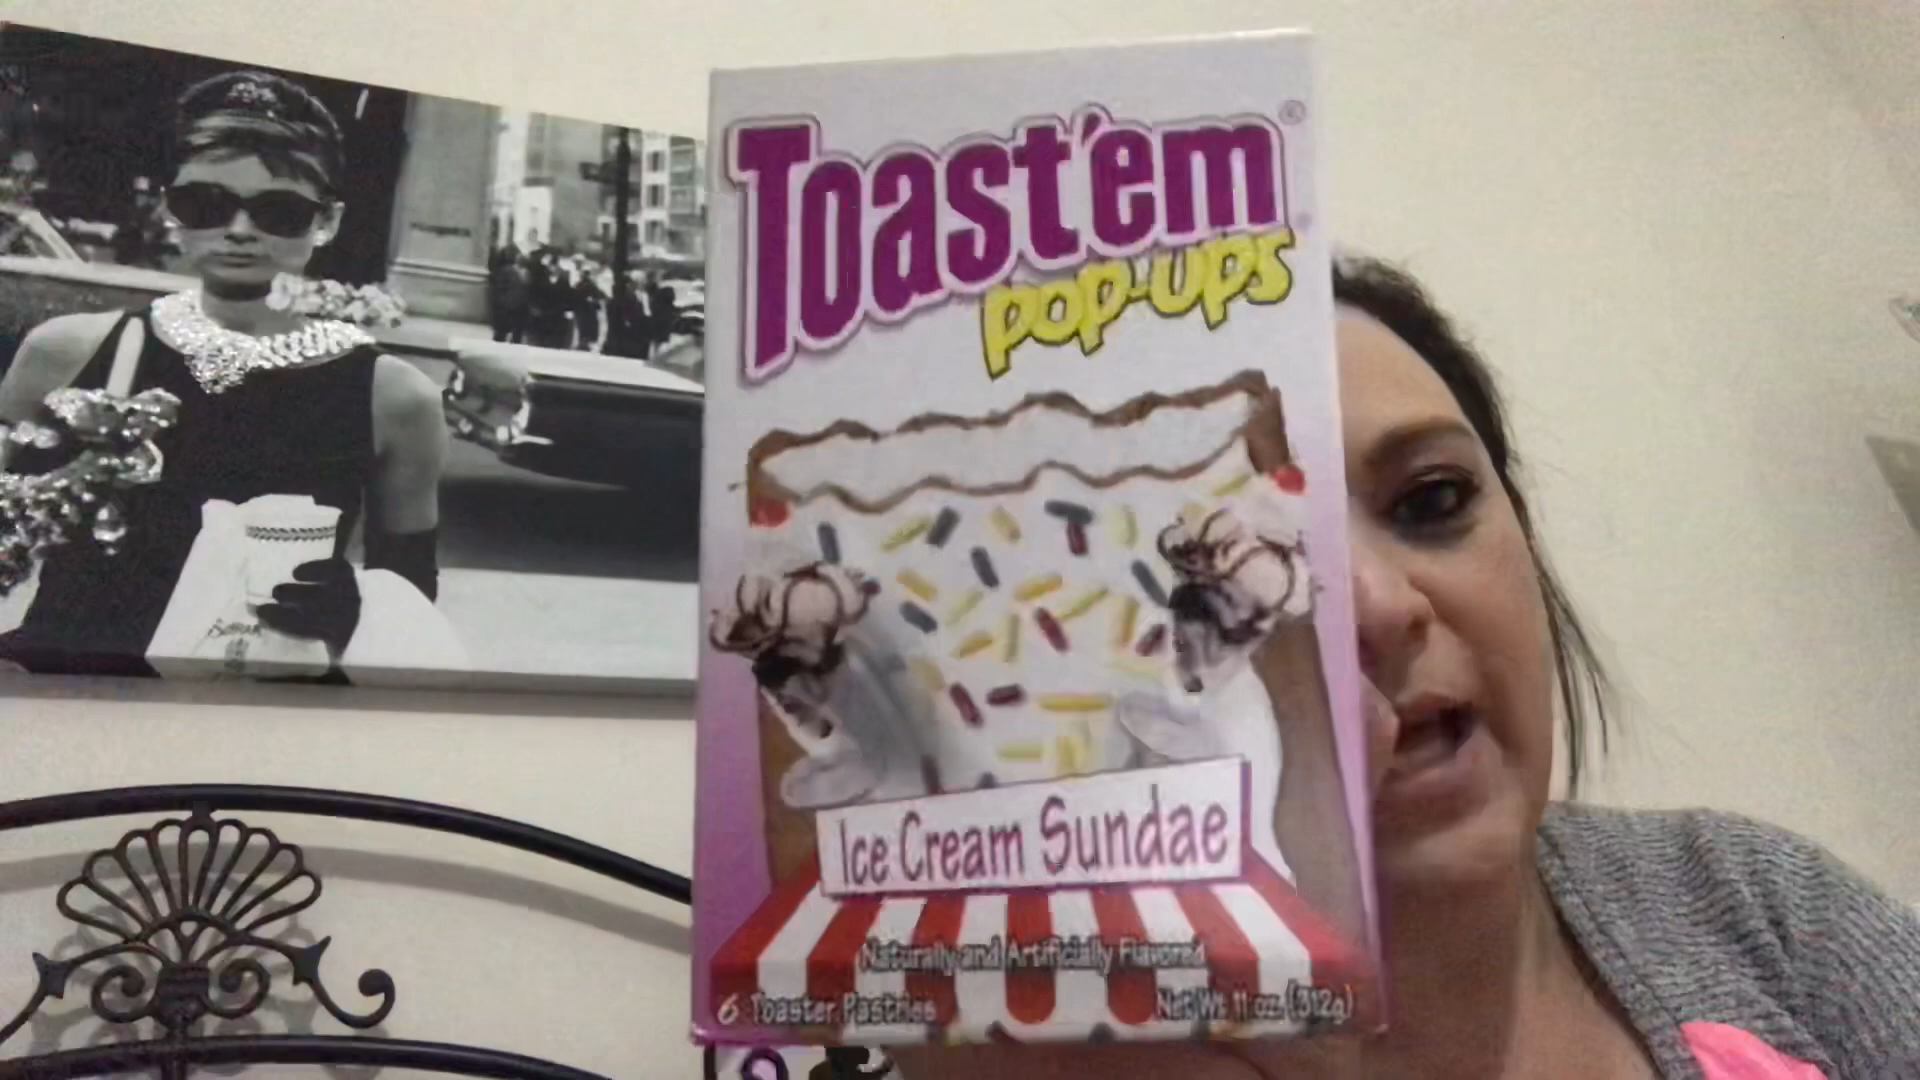 Toast'em®
POP-UPS
Ice Cream Sundae
Naturally and Artificially Flavored
6 Toaster Pastries
Net Wt. 11 oz. (312g)